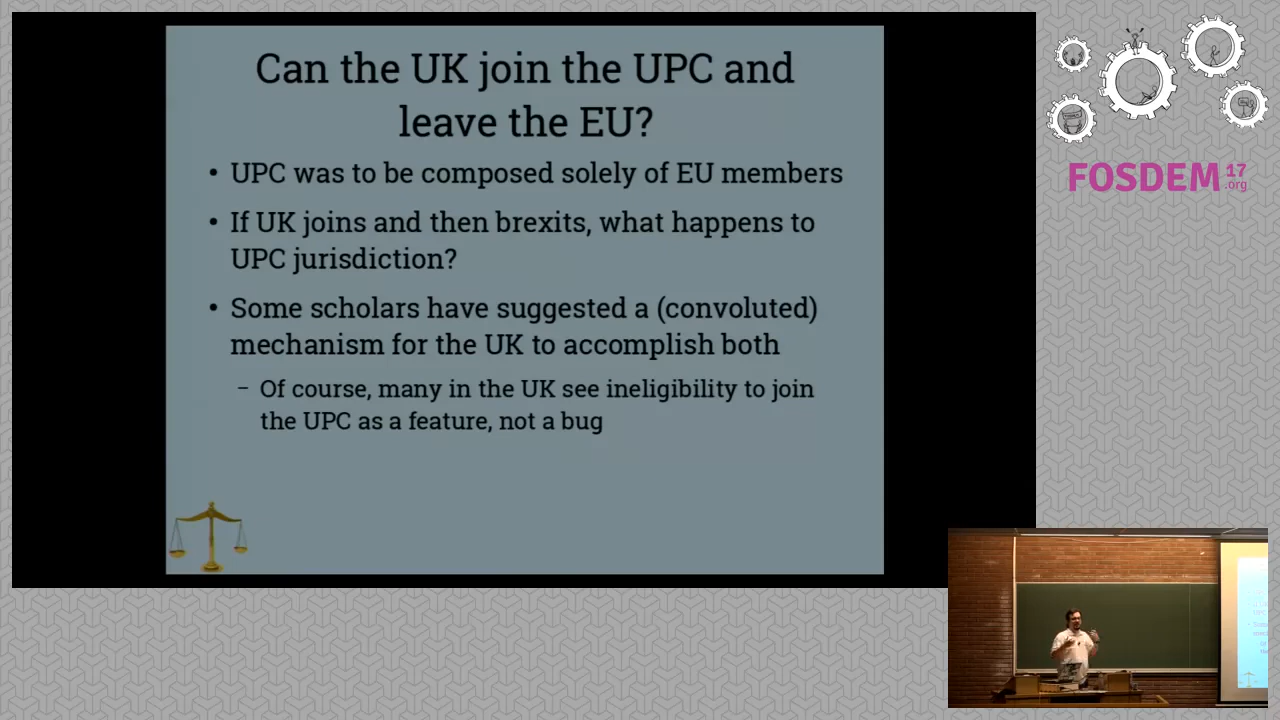 Can the UK join the UPC and
leave the EU?
• UPC was to be composed solely of EU members
• If UK joins and then brexits, what happens to
UPC jurisdiction?
• Some scholars have suggested a (convoluted)
mechanism for the UK to accomplish both
– Of course, many in the UK see ineligibility to join
the UPC as a feature, not a bug
FOSDEM 17
.org